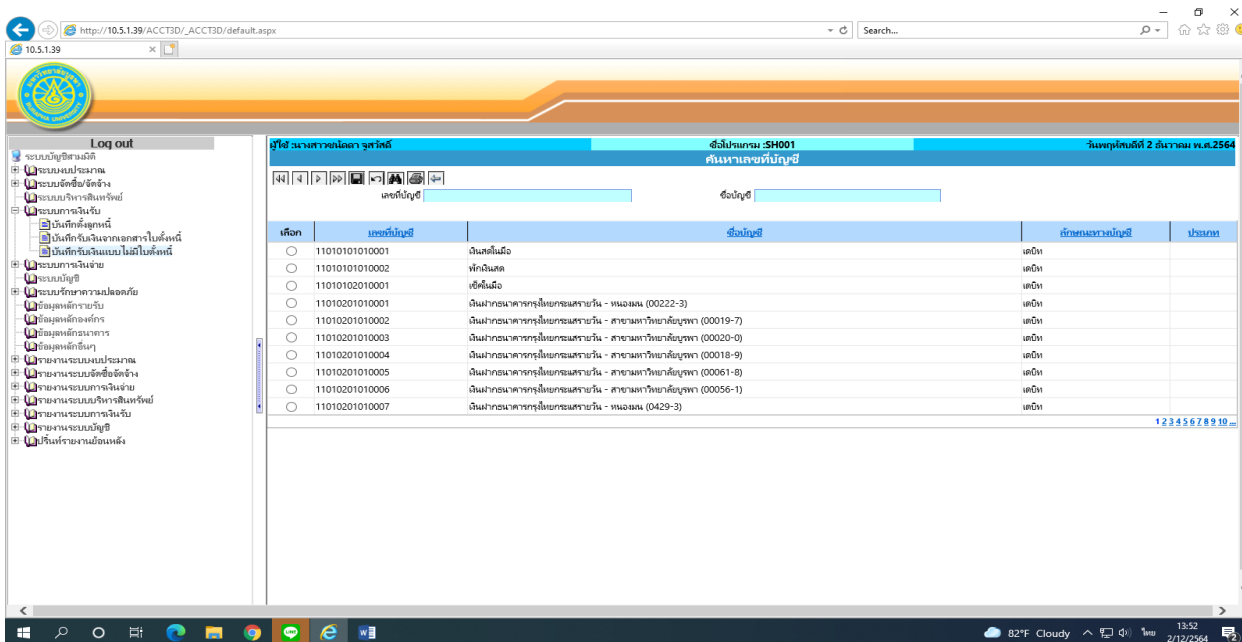 http://10.5.1.39/ACCT3D/_ACCT3D/default.aspx
Search...
10.5.1.39
มหาวิทยาลัยบูรพา
BURAPHA UNIVERSITY
Log out
ผู้ใช้ :นางสาวชนัดดา จูสวัสดิ์ ชื่อโปรแกรม :SH001 วันพฤหัสบดีที่ 2 ธันวาคม พ.ศ.2564
ค้นหาเลขที่บัญชี
เลขที่บัญชี ชื่อบัญชี
ระบบบัญชีสามมิติ
ระบบงบประมาณ
ระบบจัดซื้อ/จัดจ้าง
ระบบบริหารสินทรัพย์
ระบบการเงินรับ
บันทึกตั้งลูกหนี้
บันทึกรับเงินจากเอกสารใบตั้งหนี้
บันทึกรับเงินแบบไม่มีใบตั้งหนี้
ระบบการเงินจ่าย
ระบบบัญชี
ระบบรักษาความปลอดภัย
ข้อมูลหลักรายรับ
ข้อมูลหลักองค์กร
ข้อมูลหลักธนาคาร
ข้อมูลหลักอื่นๆ
รายงานระบบงบประมาณ
รายงานระบบจัดซื้อจัดจ้าง
รายงานระบบการเงินจ่าย
รายงานระบบบริหารสินทรัพย์
รายงานระบบการเงินรับ
รายงานระบบบัญชี
ปริ้นท์รายงานย้อนหลัง
เลือก เลขที่บัญชี ชื่อบัญชี ลักษณะทางบัญชี ประเภท
11010101010001 เงินสดในมือ เดบิท
11010101010002 พักเงินสด เดบิท
11010102010001 เช็คในมือ เดบิท
11010201010001 เงินฝากธนาคารกรุงไทยกระแสรายวัน - หนองมน (00222-3) เดบิท
11010201010002 เงินฝากธนาคารกรุงไทยกระแสรายวัน - สาขามหาวิทยาลัยบูรพา (00019-7) เดบิท
11010201010003 เงินฝากธนาคารกรุงไทยกระแสรายวัน - สาขามหาวิทยาลัยบูรพา (00020-0) เดบิท
11010201010004 เงินฝากธนาคารกรุงไทยกระแสรายวัน - สาขามหาวิทยาลัยบูรพา (00018-9) เดบิท
11010201010005 เงินฝากธนาคารกรุงไทยกระแสรายวัน - สาขามหาวิทยาลัยบูรพา (00061-8) เดบิท
11010201010006 เงินฝากธนาคารกรุงไทยกระแสรายวัน - สาขามหาวิทยาลัยบูรพา (00056-1) เดบิท
11010201010007 เงินฝากธนาคารกรุงไทยกระแสรายวัน - หนองมน (0429-3) เดบิท
1 2 3 4 5 6 7 8 9 10 ...
82°F Cloudy ไทย 13:52
2/12/2564